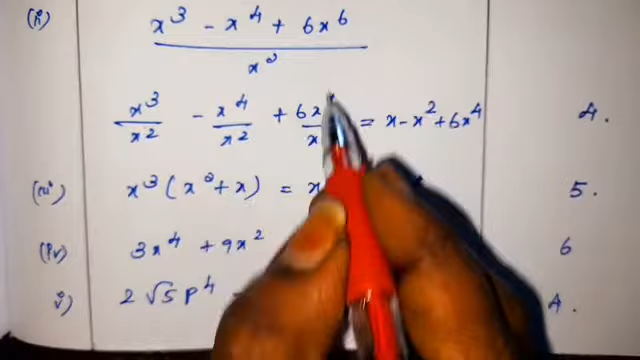 (ii) x³ - x⁴ + 6x⁶ / x²
x³/x² - x⁴/x² + 6x /x = x - x² + 6x⁴ 4.
(iii) x³ (x² + x) = x 5.
(iv) 3x⁴ + 9x² 6
v) 2√5 p⁴ 4.